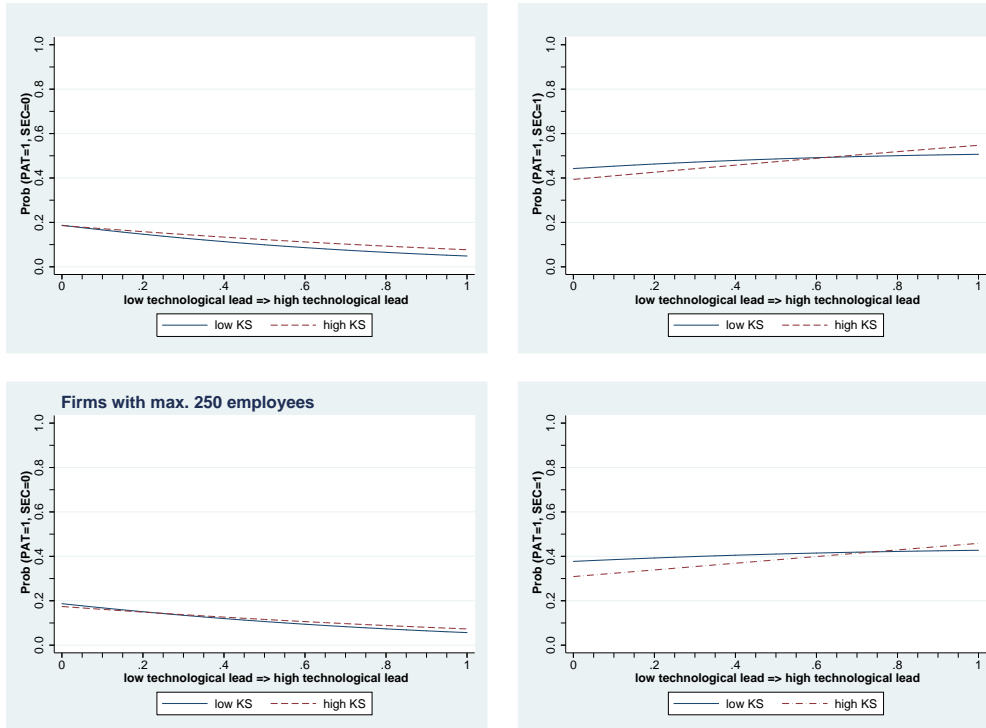 Prob (PAT=1, SEC=0)
1.0
0.8
0.6
0.4
0.2
0.0
0 .2 .4 .6 .8 1
low technological lead => high technological lead
low KS high KS
Prob (PAT=1, SEC=1)
1.0
0.8
0.6
0.4
0.2
0.0
0 .2 .4 .6 .8 1
low technological lead => high technological lead
low KS high KS
Firms with max. 250 employees
Prob (PAT=1, SEC=0)
1.0
0.8
0.6
0.4
0.2
0.0
0 .2 .4 .6 .8 1
low technological lead => high technological lead
low KS high KS
Prob (PAT=1, SEC=1)
1.0
0.8
0.6
0.4
0.2
0.0
0 .2 .4 .6 .8 1
low technological lead => high technological lead
low KS high KS